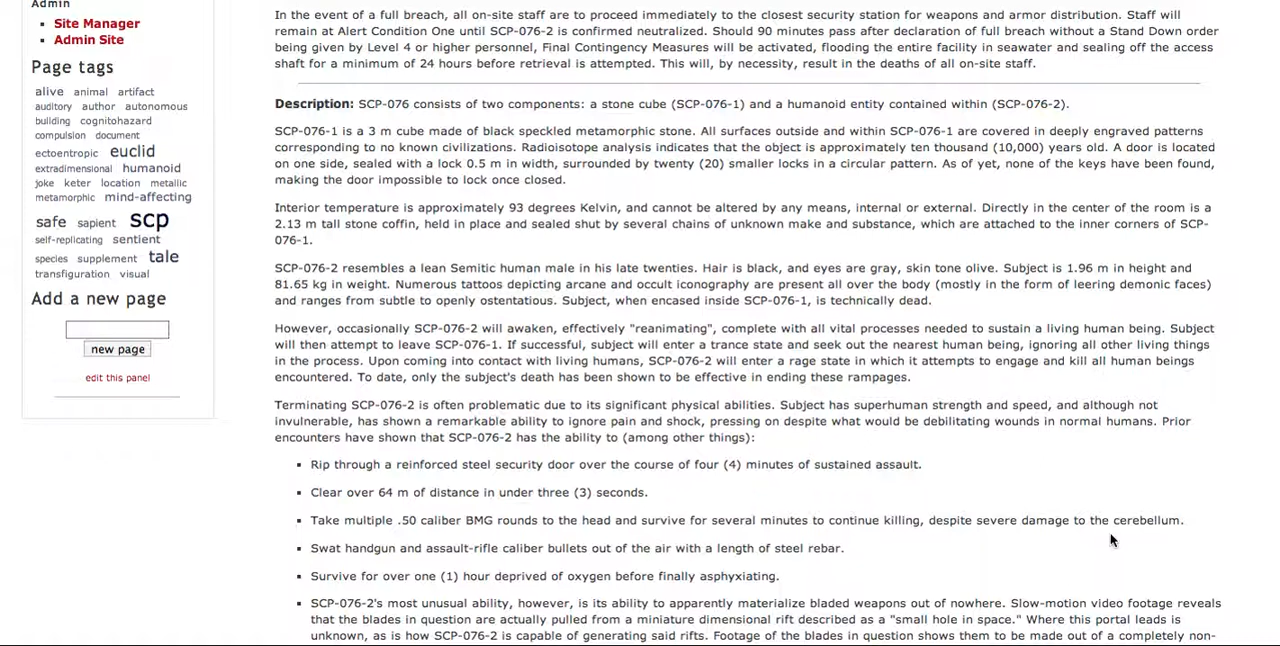 Admin
Site Manager
Admin Site
Page tags
alive animal artifact
auditory author autonomous
building cognitohazard
compulsion document
ectoentropic euclid
extradimensional humanoid
joke keter location metallic
metamorphic mind-affecting
safe sapient scp
self-replicating sentient
species supplement tale
transfiguration visual
Add a new page
new page
edit this panel
In the event of a full breach, all on-site staff are to proceed immediately to the closest security station for weapons and armor distribution. Staff will
remain at Alert Condition One until SCP-076-2 is confirmed neutralized. Should 90 minutes pass after declaration of full breach without a Stand Down order
being given by Level 4 or higher personnel, Final Contingency Measures will be activated, flooding the entire facility in seawater and sealing off the access
shaft for a minimum of 24 hours before retrieval is attempted. This will, by necessity, result in the deaths of all on-site staff.
Description: SCP-076 consists of two components: a stone cube (SCP-076-1) and a humanoid entity contained within (SCP-076-2).
SCP-076-1 is a 3 m cube made of black speckled metamorphic stone. All surfaces outside and within SCP-076-1 are covered in deeply engraved patterns
corresponding to no known civilizations. Radioisotope analysis indicates that the object is approximately ten thousand (10,000) years old. A door is located
on one side, sealed with a lock 0.5 m in width, surrounded by twenty (20) smaller locks in a circular pattern. As of yet, none of the keys have been found,
making the door impossible to lock once closed.
Interior temperature is approximately 93 degrees Kelvin, and cannot be altered by any means, internal or external. Directly in the center of the room is a
2.13 m tall stone coffin, held in place and sealed shut by several chains of unknown make and substance, which are attached to the inner corners of SCP-
076-1.
SCP-076-2 resembles a lean Semitic human male in his late twenties. Hair is black, and eyes are gray, skin tone olive. Subject is 1.96 m in height and
81.65 kg in weight. Numerous tattoos depicting arcane and occult iconography are present all over the body (mostly in the form of leering demonic faces)
and ranges from subtle to openly ostentatious. Subject, when encased inside SCP-076-1, is technically dead.
However, occasionally SCP-076-2 will awaken, effectively "reanimating", complete with all vital processes needed to sustain a living human being. Subject
will then attempt to leave SCP-076-1. If successful, subject will enter a trance state and seek out the nearest human being, ignoring all other living things
in the process. Upon coming into contact with living humans, SCP-076-2 will enter a rage state in which it attempts to engage and kill all human beings
encountered. To date, only the subject's death has been shown to be effective in ending these rampages.
Terminating SCP-076-2 is often problematic due to its significant physical abilities. Subject has superhuman strength and speed, and although not
invulnerable, has shown a remarkable ability to ignore pain and shock, pressing on despite what would be debilitating wounds in normal humans. Prior
encounters have shown that SCP-076-2 has the ability to (among other things):
Rip through a reinforced steel security door over the course of four (4) minutes of sustained assault.
Clear over 64 m of distance in under three (3) seconds.
Take multiple .50 caliber BMG rounds to the head and survive for several minutes to continue killing, despite severe damage to the cerebellum.
Swat handgun and assault-rifle caliber bullets out of the air with a length of steel rebar.
Survive for over one (1) hour deprived of oxygen before finally asphyxiating.
SCP-076-2's most unusual ability, however, is its ability to apparently materialize bladed weapons out of nowhere. Slow-motion video footage reveals
that the blades in question are actually pulled from a miniature dimensional rift described as a "small hole in space." Where this portal leads is
unknown, as is how SCP-076-2 is capable of generating said rifts. Footage of the blades in question shows them to be made out of a completely non-